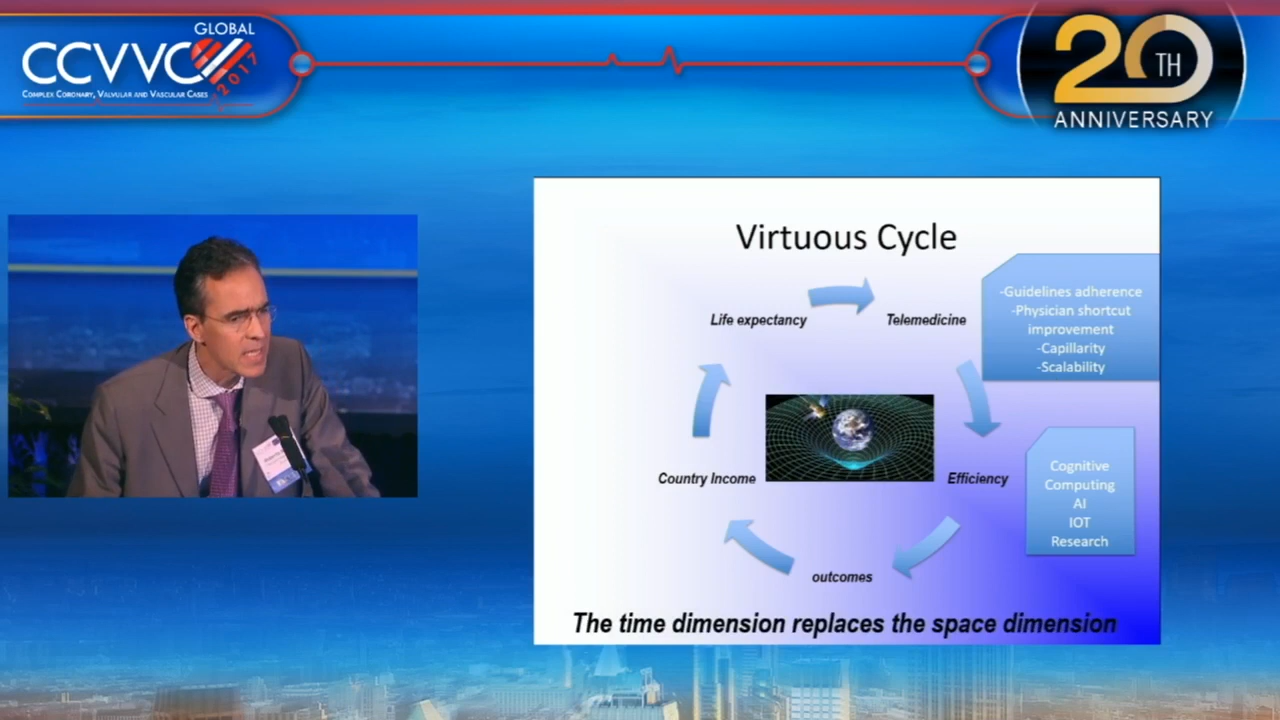 GLOBAL
CCVVC
2017
COMPLEX CORONARY, VALVULAR AND VASCULAR CASES
20TH
ANNIVERSARY
Virtuous Cycle
Life expectancy
Telemedicine
-Guidelines adherence
-Physician shortcut
improvement
-Capillarity
-Scalability
Country Income
Efficiency
Cognitive
Computing
AI
IOT
Research
outcomes
The time dimension replaces the space dimension